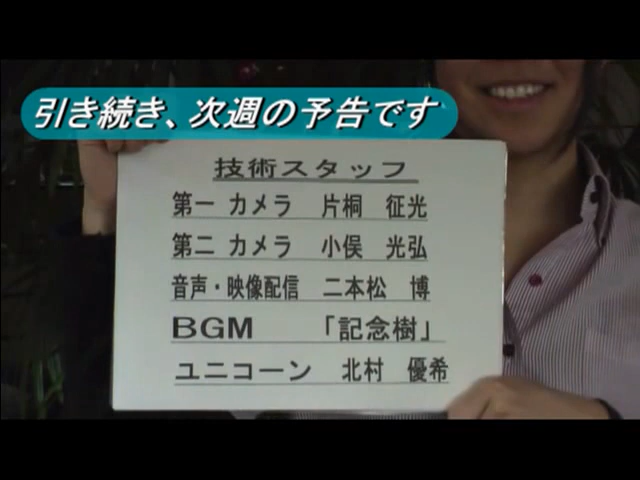 引き続き、次週の予告です
技術スタッフ
第一 カメラ 片桐 征光
第二 カメラ 小俣 光弘
音声・映像配信 二本松 博
BGM 「記念樹」
ユニコーン 北村 優希